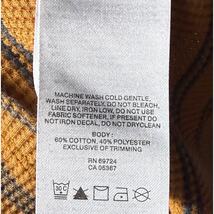 MACHINE WASH COLD GENTLE,
WASH SEPARATELY, DO NOT BLEACH,
LINE DRY, IRON LOW, DO NOT USE
FABRIC SOFTENER, IF PRESENT DO
NOT IRON DECAL, DO NOT DRYCLEAN
BODY :
60% COTTON, 40% POLYESTER
EXCLUSIVE OF TRIMMING
RN 69724
CA 05367
30C